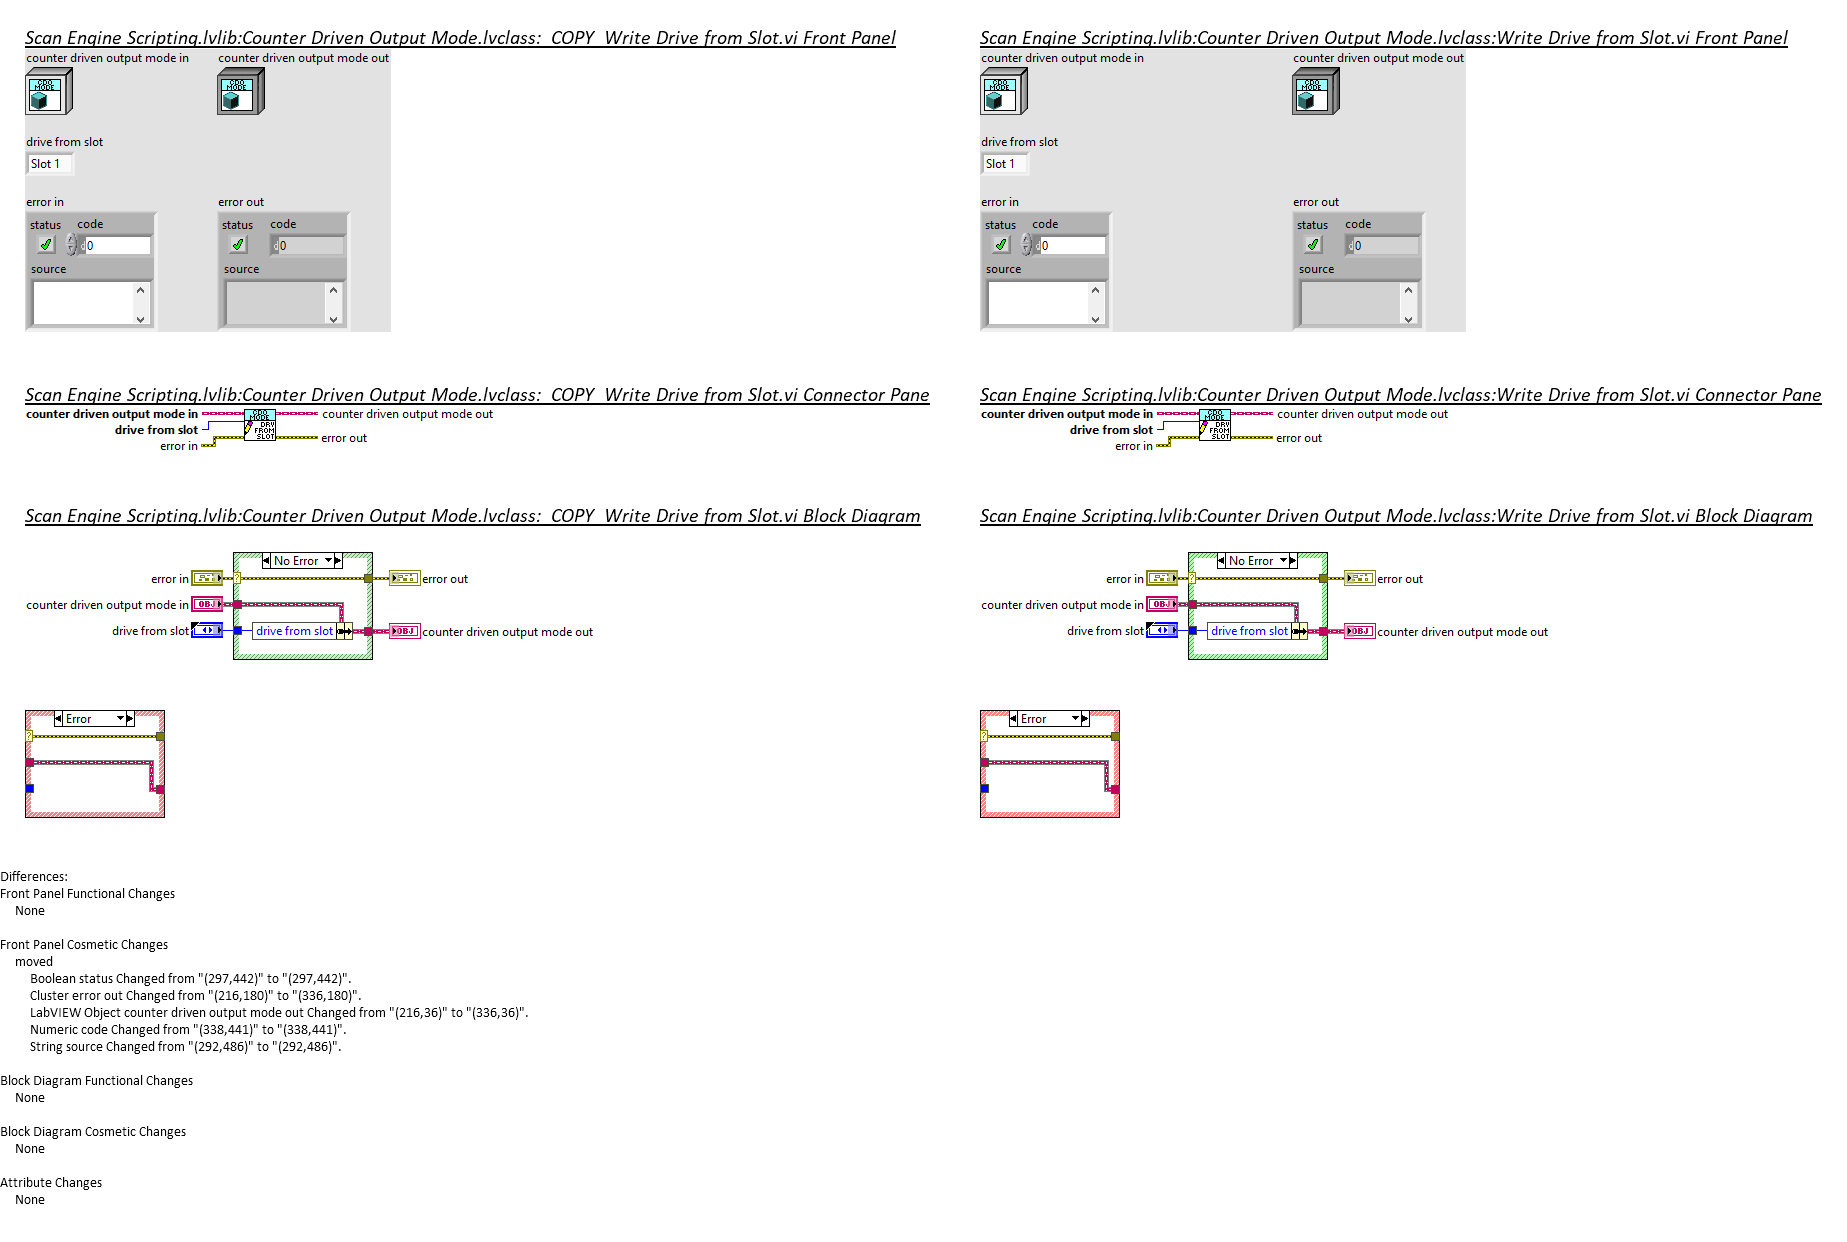 Scan Engine Scripting.lvlib:Counter Driven Output Mode.lvclass:_COPY_Write Drive from Slot.vi Front Panel
counter driven output mode in
counter driven output mode out
CDO
MODE
CDO
MODE
drive from slot
Slot 1
error in
error out
status
code
status
code
d
0
d
0
source
source
Scan Engine Scripting.lvlib:Counter Driven Output Mode.lvclass:Write Drive from Slot.vi Front Panel
counter driven output mode in
counter driven output mode out
CDO
MODE
CDO
MODE
drive from slot
Slot 1
error in
error out
status
code
status
code
d
0
d
0
source
source
Scan Engine Scripting.lvlib:Counter Driven Output Mode.lvclass:_COPY_Write Drive from Slot.vi Connector Pane
counter driven output mode in
counter driven output mode out
drive from slot
error in
error out
CDO
MODE
DRV
FROM
SLOT
Scan Engine Scripting.lvlib:Counter Driven Output Mode.lvclass:Write Drive from Slot.vi Connector Pane
counter driven output mode in
counter driven output mode out
drive from slot
error in
error out
CDO
MODE
DRV
FROM
SLOT
Scan Engine Scripting.lvlib:Counter Driven Output Mode.lvclass:_COPY_Write Drive from Slot.vi Block Diagram
No Error
error in
?
error out
counter driven output mode in
OBJ
drive from slot
drive from slot
OBJ
counter driven output mode out
Error
?
Scan Engine Scripting.lvlib:Counter Driven Output Mode.lvclass:Write Drive from Slot.vi Block Diagram
No Error
error in
?
error out
counter driven output mode in
OBJ
drive from slot
drive from slot
OBJ
counter driven output mode out
Error
?
Differences:
Front Panel Functional Changes
None
Front Panel Cosmetic Changes
moved
Boolean status Changed from "(297,442)" to "(297,442)".
Cluster error out Changed from "(216,180)" to "(336,180)".
LabVIEW Object counter driven output mode out Changed from "(216,36)" to "(336,36)".
Numeric code Changed from "(338,441)" to "(338,441)".
String source Changed from "(292,486)" to "(292,486)".
Block Diagram Functional Changes
None
Block Diagram Cosmetic Changes
None
Attribute Changes
None